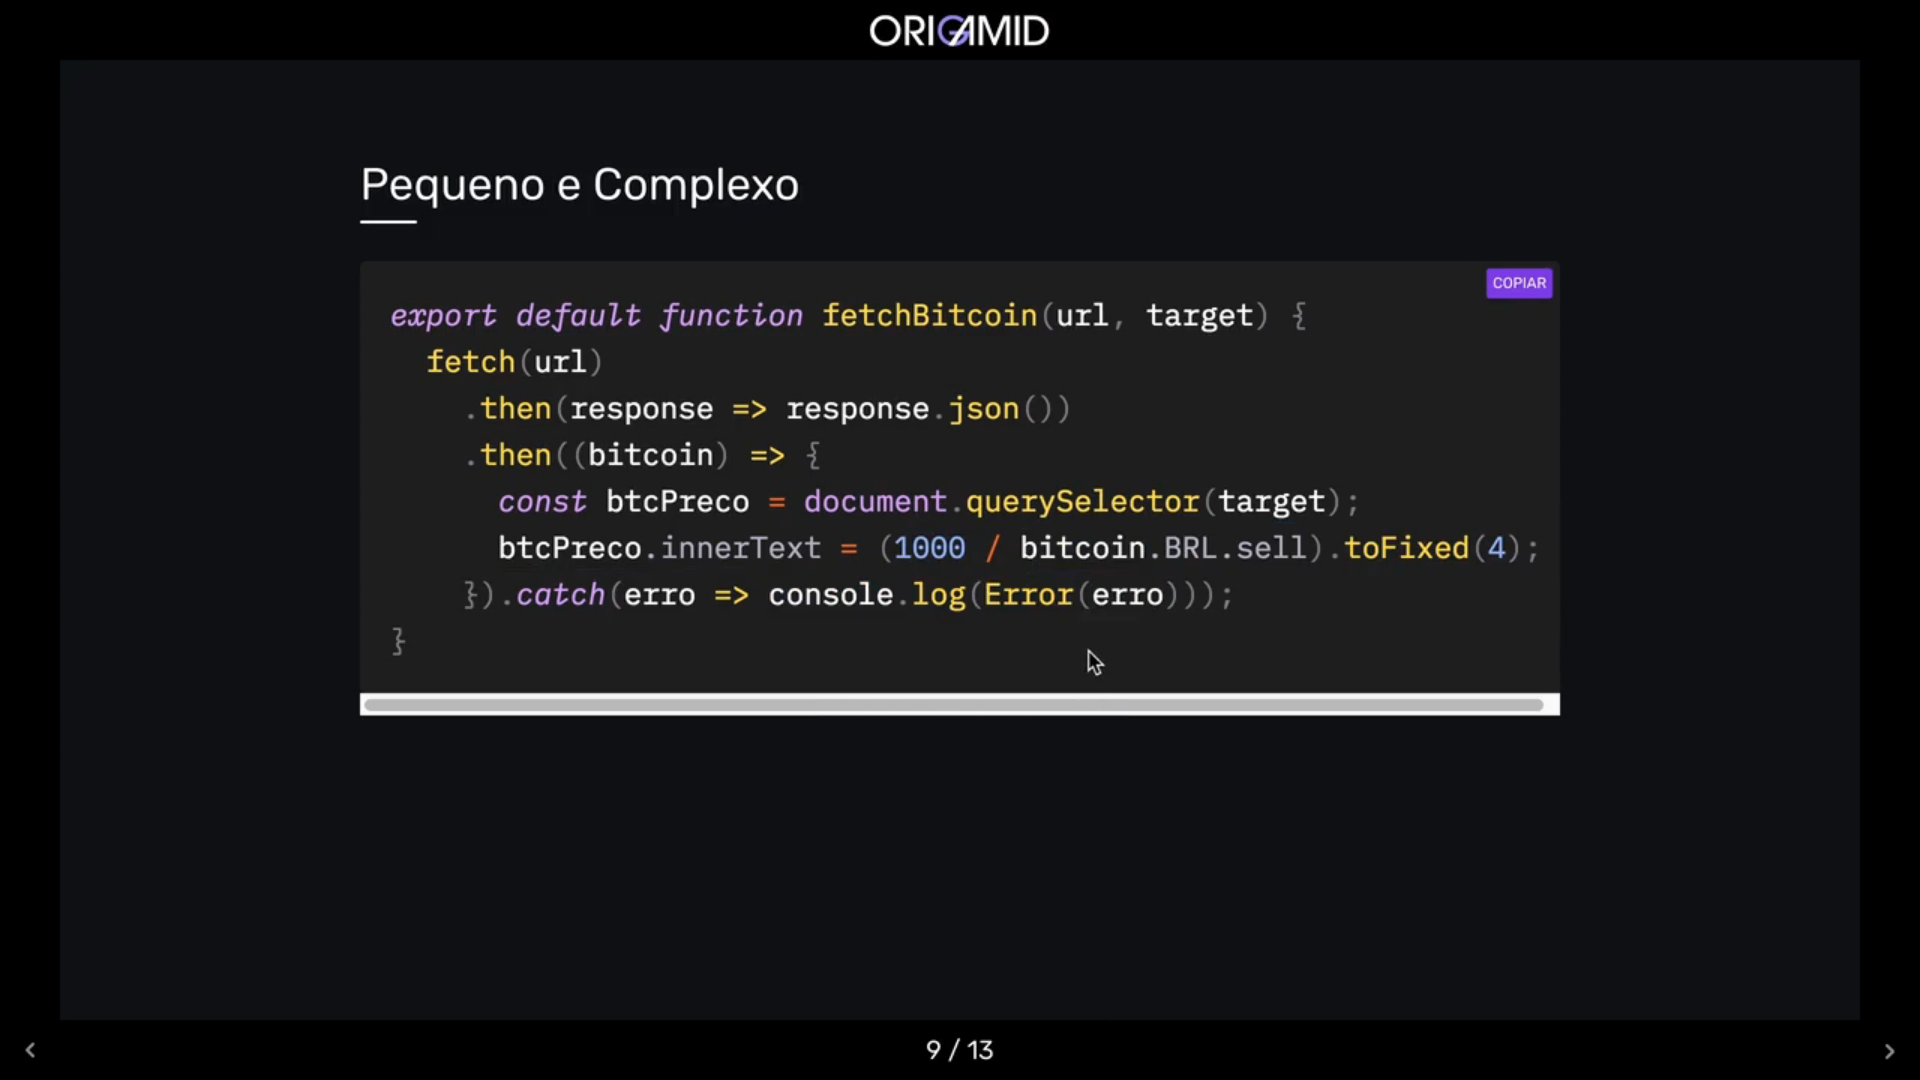 ORIGAMID
Pequeno e Complexo
COPIAR
export default function fetchBitcoin(url, target) {
  fetch(url)
    .then(response => response.json())
    .then((bitcoin) => {
      const btcPreco = document.querySelector(target);
      btcPreco.innerText = (1000 / bitcoin.BRL.sell).toFixed(4);
    }).catch(erro => console.log(Error(erro)));
}
9 / 13